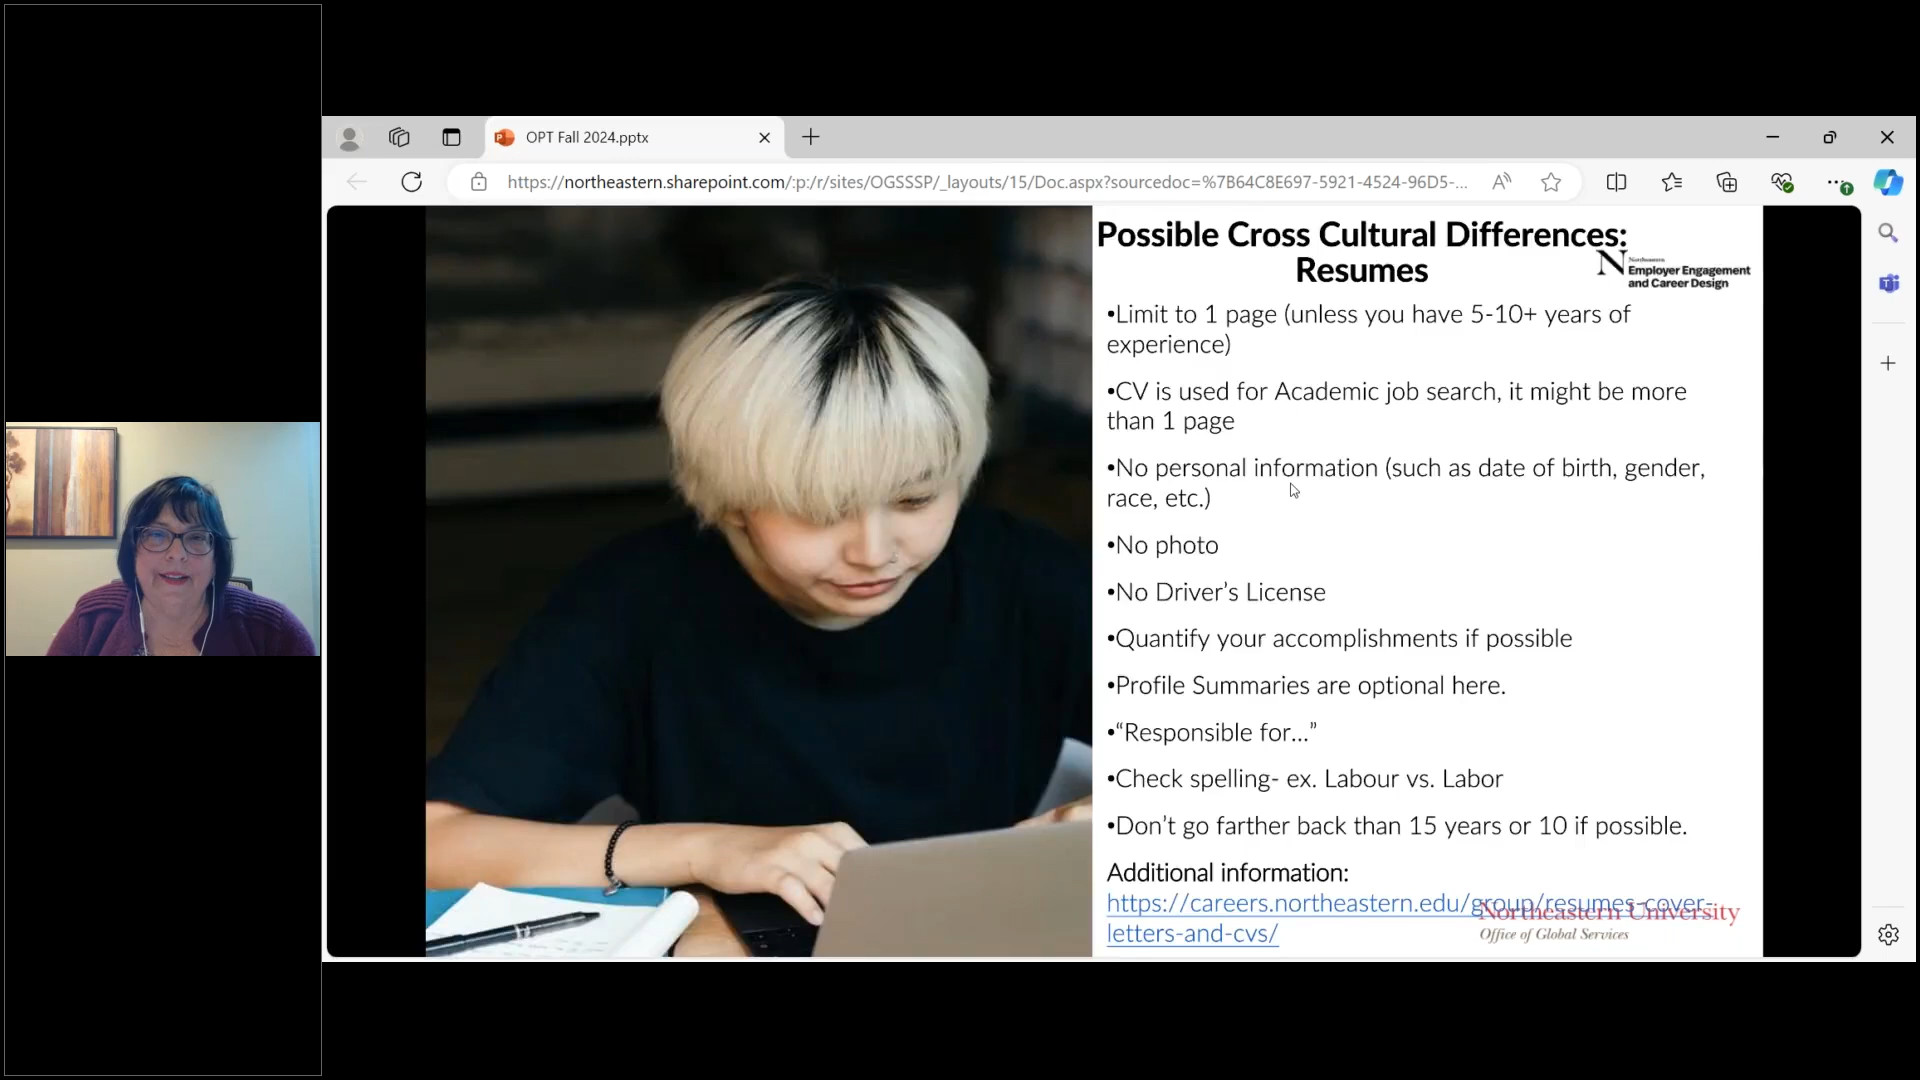 OPT Fall 2024.pptx
https://northeastern.sharepoint.com/:p:/r/sites/OGSSSP/_layouts/15/Doc.aspx?sourcedoc=%7B64C8E697-5921-4524-96D5-...
Possible Cross Cultural Differences:
Resumes
Northeastern
Employer Engagement
and Career Design
•Limit to 1 page (unless you have 5-10+ years of
experience)
•CV is used for Academic job search, it might be more
than 1 page
•No personal information (such as date of birth, gender,
race, etc.)
•No photo
•No Driver’s License
•Quantify your accomplishments if possible
•Profile Summaries are optional here.
•“Responsible for...”
•Check spelling- ex. Labour vs. Labor
•Don’t go farther back than 15 years or 10 if possible.
Additional information:
https://careers.northeastern.edu/group/resumes-cover-
letters-and-cvs/
Northeastern University
Office of Global Services